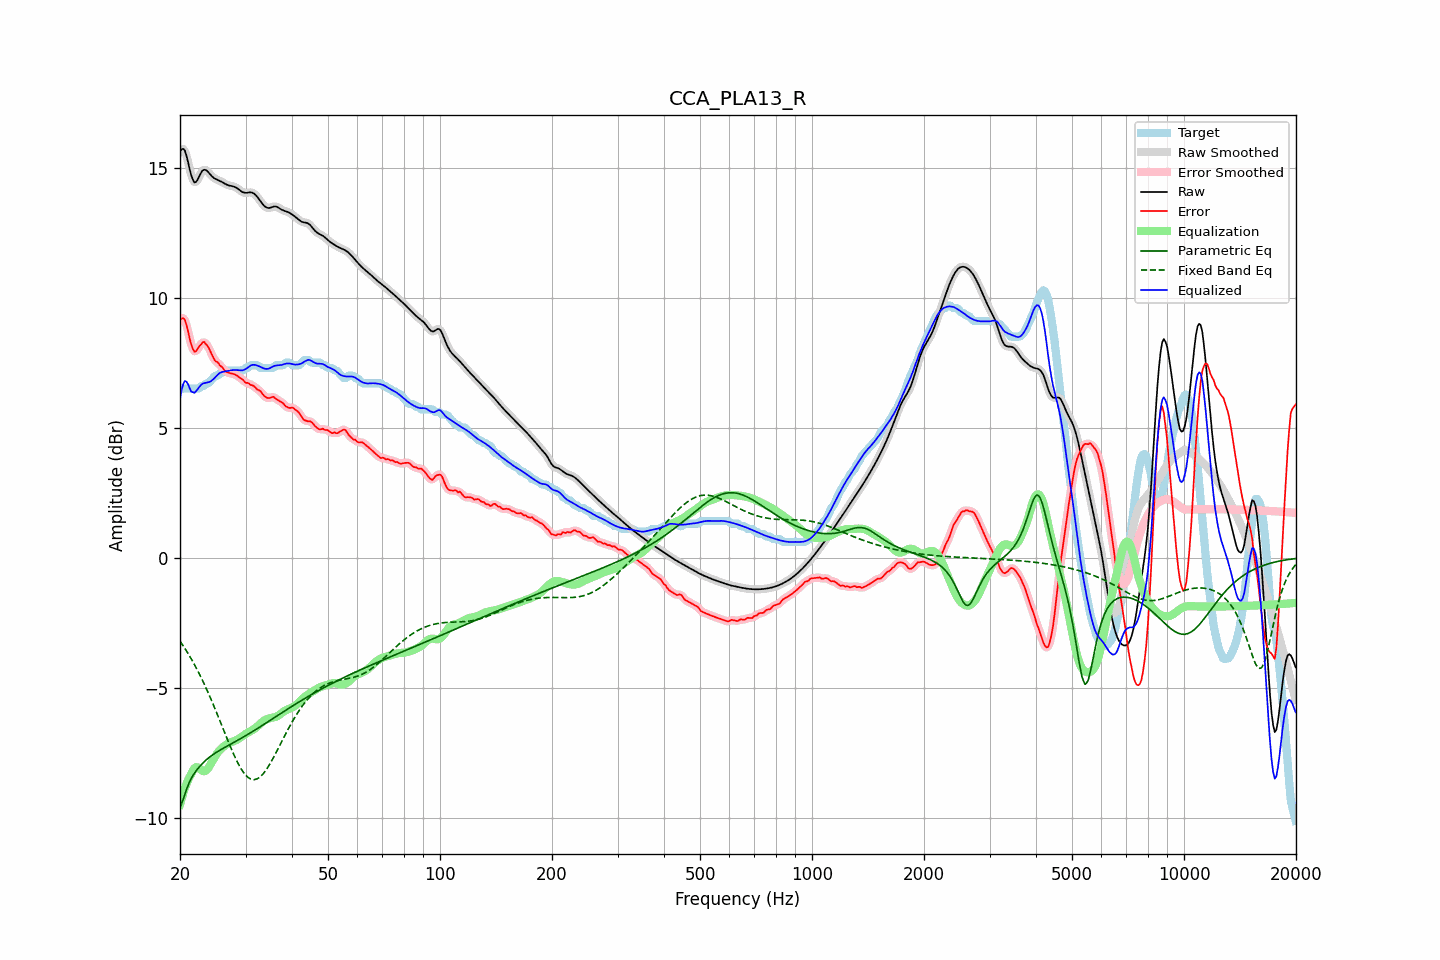 CCA_PLA13_R
Target
Raw Smoothed
Error Smoothed
Raw
Error
Equalization
Parametric Eq
Fixed Band Eq
Equalized
Amplitude (dBr)
15
10
5
0
−5
−10
20 50 100 200 500 1000 2000 5000 10000 20000
Frequency (Hz)